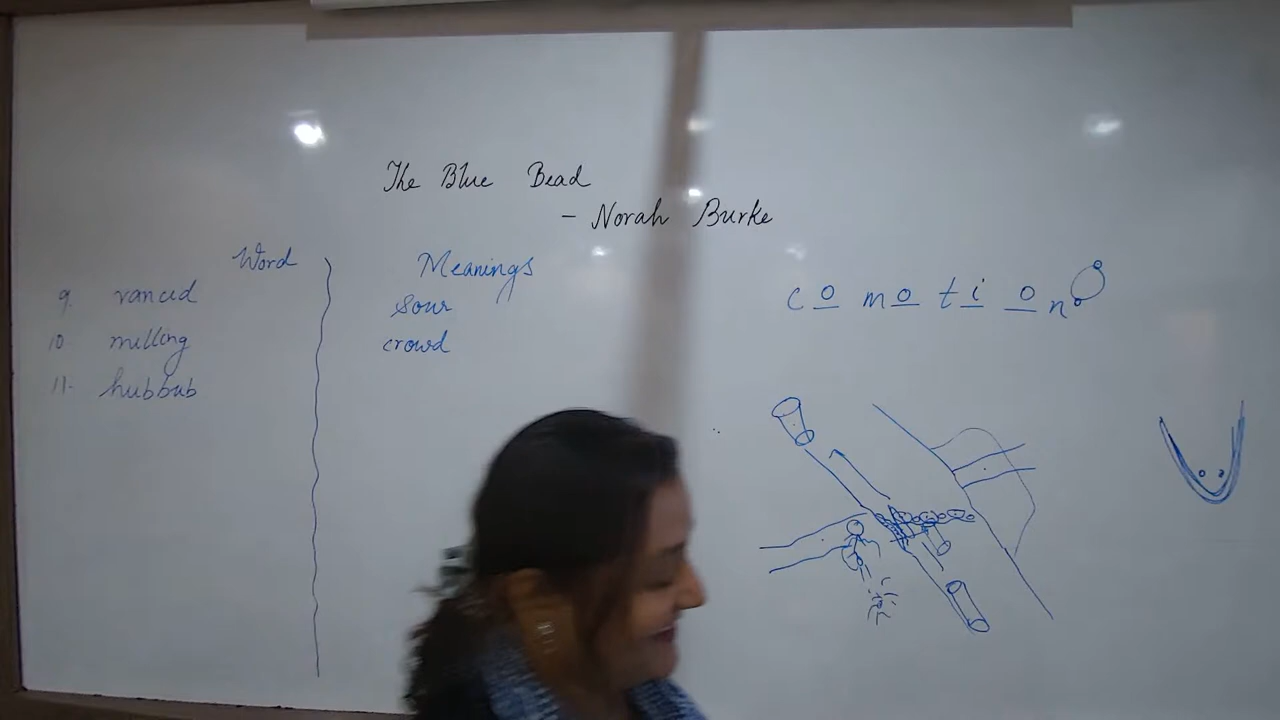 The Blue Bead
- Norah Burke
Word Meanings
9. rancid sour
10. milling crowd
11. hubbub
c o m o t i o n